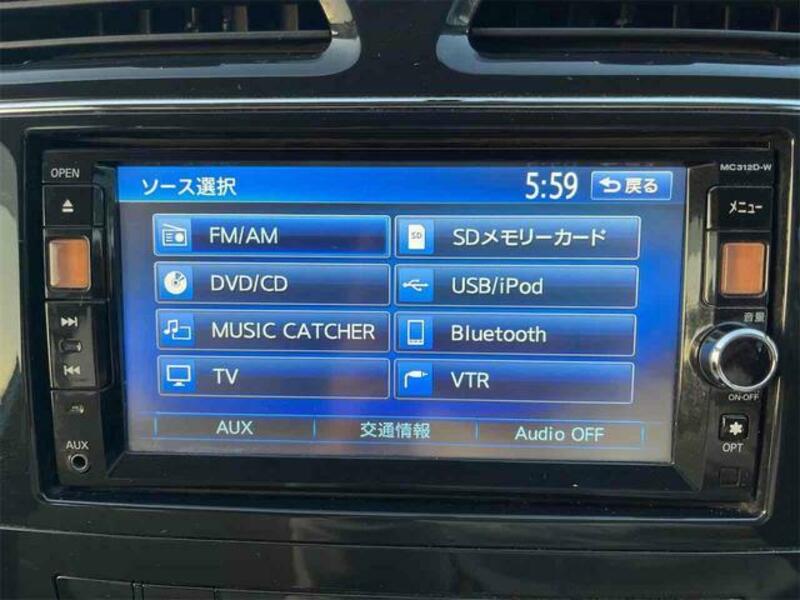 OPEN
MC312D-W
ソース選択 5:59 戻る
メニュー
FM/AM SDメモリーカード
SD
DVD/CD USB/iPod
音量
MUSIC CATCHER Bluetooth
TV VTR
ON・OFF
AUX 交通情報 Audio OFF
AUX
OPT